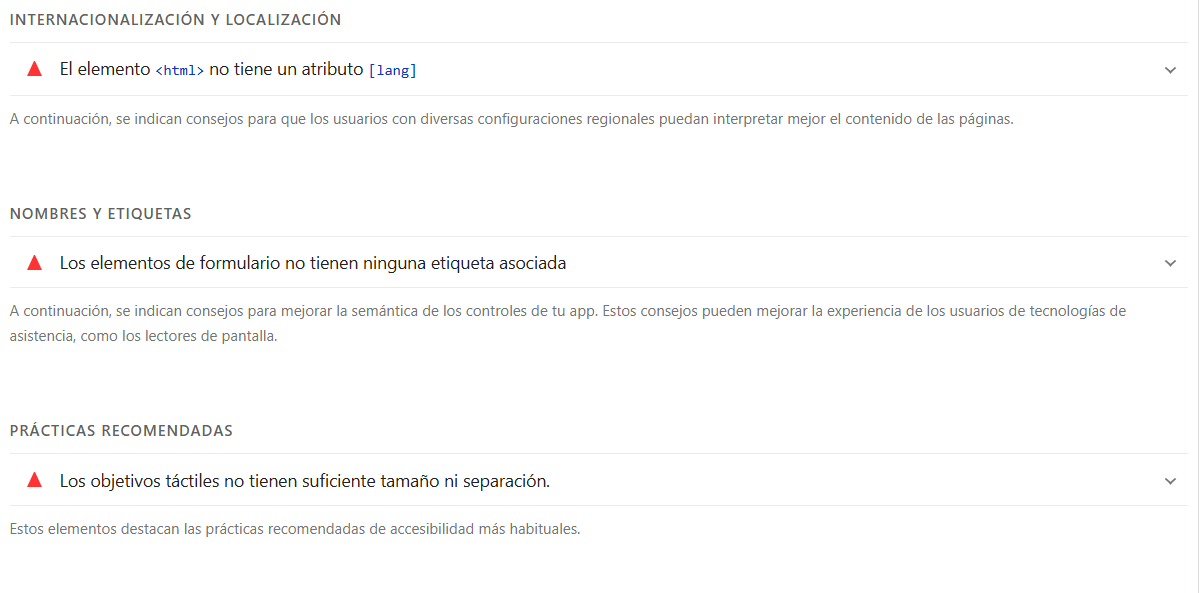 INTERNACIONALIZACIÓN Y LOCALIZACIÓN
El elemento <html> no tiene un atributo [lang]
A continuación, se indican consejos para que los usuarios con diversas configuraciones regionales puedan interpretar mejor el contenido de las páginas.
NOMBRES Y ETIQUETAS
Los elementos de formulario no tienen ninguna etiqueta asociada
A continuación, se indican consejos para mejorar la semántica de los controles de tu app. Estos consejos pueden mejorar la experiencia de los usuarios de tecnologías de
asistencia, como los lectores de pantalla.
PRÁCTICAS RECOMENDADAS
Los objetivos táctiles no tienen suficiente tamaño ni separación.
Estos elementos destacan las prácticas recomendadas de accesibilidad más habituales.